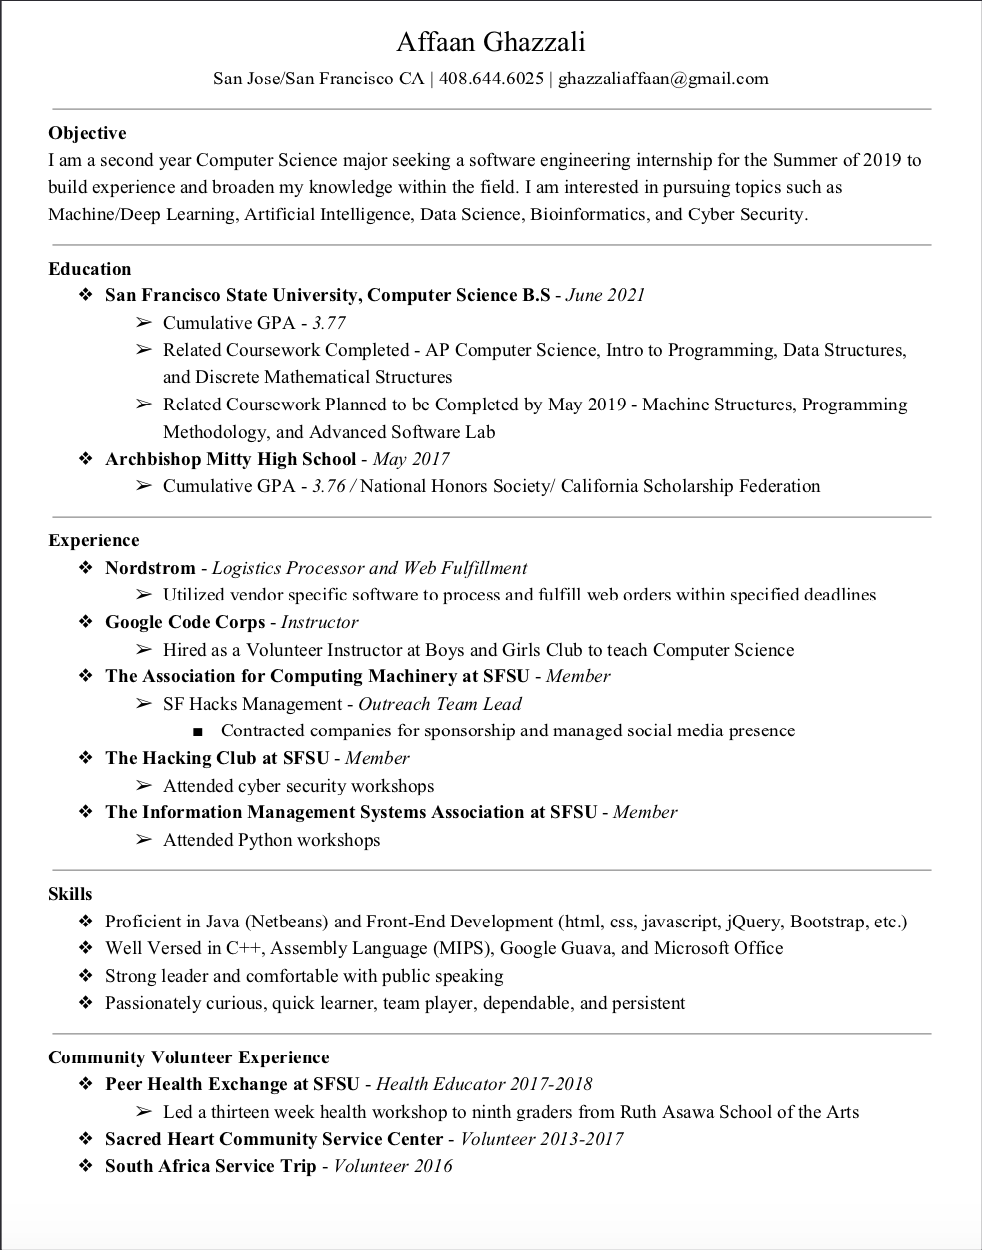 Affaan Ghazzali
San Jose/San Francisco CA | 408.644.6025 | ghazzaliaffaan@gmail.com
Objective
I am a second year Computer Science major seeking a software engineering internship for the Summer of 2019 to
build experience and broaden my knowledge within the field. I am interested in pursuing topics such as
Machine/Deep Learning, Artificial Intelligence, Data Science, Bioinformatics, and Cyber Security.
Education
❖ San Francisco State University, Computer Science B.S - June 2021
➢ Cumulative GPA - 3.77
➢ Related Coursework Completed - AP Computer Science, Intro to Programming, Data Structures,
and Discrete Mathematical Structures
➢ Related Coursework Planned to be Completed by May 2019 - Machine Structures, Programming
Methodology, and Advanced Software Lab
❖ Archbishop Mitty High School - May 2017
➢ Cumulative GPA - 3.76 / National Honors Society/ California Scholarship Federation
Experience
❖ Nordstrom - Logistics Processor and Web Fulfillment
➢ Utilized vendor specific software to process and fulfill web orders within specified deadlines
❖ Google Code Corps - Instructor
➢ Hired as a Volunteer Instructor at Boys and Girls Club to teach Computer Science
❖ The Association for Computing Machinery at SFSU - Member
➢ SF Hacks Management - Outreach Team Lead
■ Contracted companies for sponsorship and managed social media presence
❖ The Hacking Club at SFSU - Member
➢ Attended cyber security workshops
❖ The Information Management Systems Association at SFSU - Member
➢ Attended Python workshops
Skills
❖ Proficient in Java (Netbeans) and Front-End Development (html, css, javascript, jQuery, Bootstrap, etc.)
❖ Well Versed in C++, Assembly Language (MIPS), Google Guava, and Microsoft Office
❖ Strong leader and comfortable with public speaking
❖ Passionately curious, quick learner, team player, dependable, and persistent
Community Volunteer Experience
❖ Peer Health Exchange at SFSU - Health Educator 2017-2018
➢ Led a thirteen week health workshop to ninth graders from Ruth Asawa School of the Arts
❖ Sacred Heart Community Service Center - Volunteer 2013-2017
❖ South Africa Service Trip - Volunteer 2016